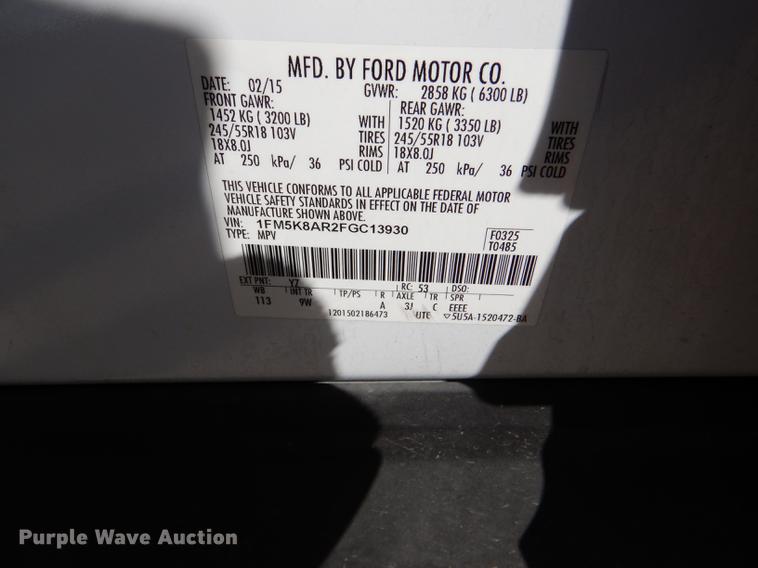 MFD. BY FORD MOTOR CO.
DATE: 02/15 GVWR: 2858 KG ( 6300 LB)
FRONT GAWR: REAR GAWR:
1452 KG ( 3200 LB) WITH 1520 KG ( 3350 LB) WITH
245/55R18 103V TIRES 245/55R18 103V TIRES
18X8.0J RIMS 18X8.0J RIMS
AT 250 kPa/ 36 PSI COLD AT 250 kPa/ 36 PSI COLD
THIS VEHICLE CONFORMS TO ALL APPLICABLE FEDERAL MOTOR
VEHICLE SAFETY STANDARDS IN EFFECT ON THE DATE OF
MANUFACTURE SHOWN ABOVE.
VIN: 1FM5K8AR2FGC13930 F0325
TYPE: MPV T0485
EXT PNT: YZ RC: 53 DSO:
WB INT TR TP/PS R AXLE TR SPR
113 9W A 3J C EEEE
1201502186473 UTC ▽5U5A-1520472-BA
Purple Wave Auction